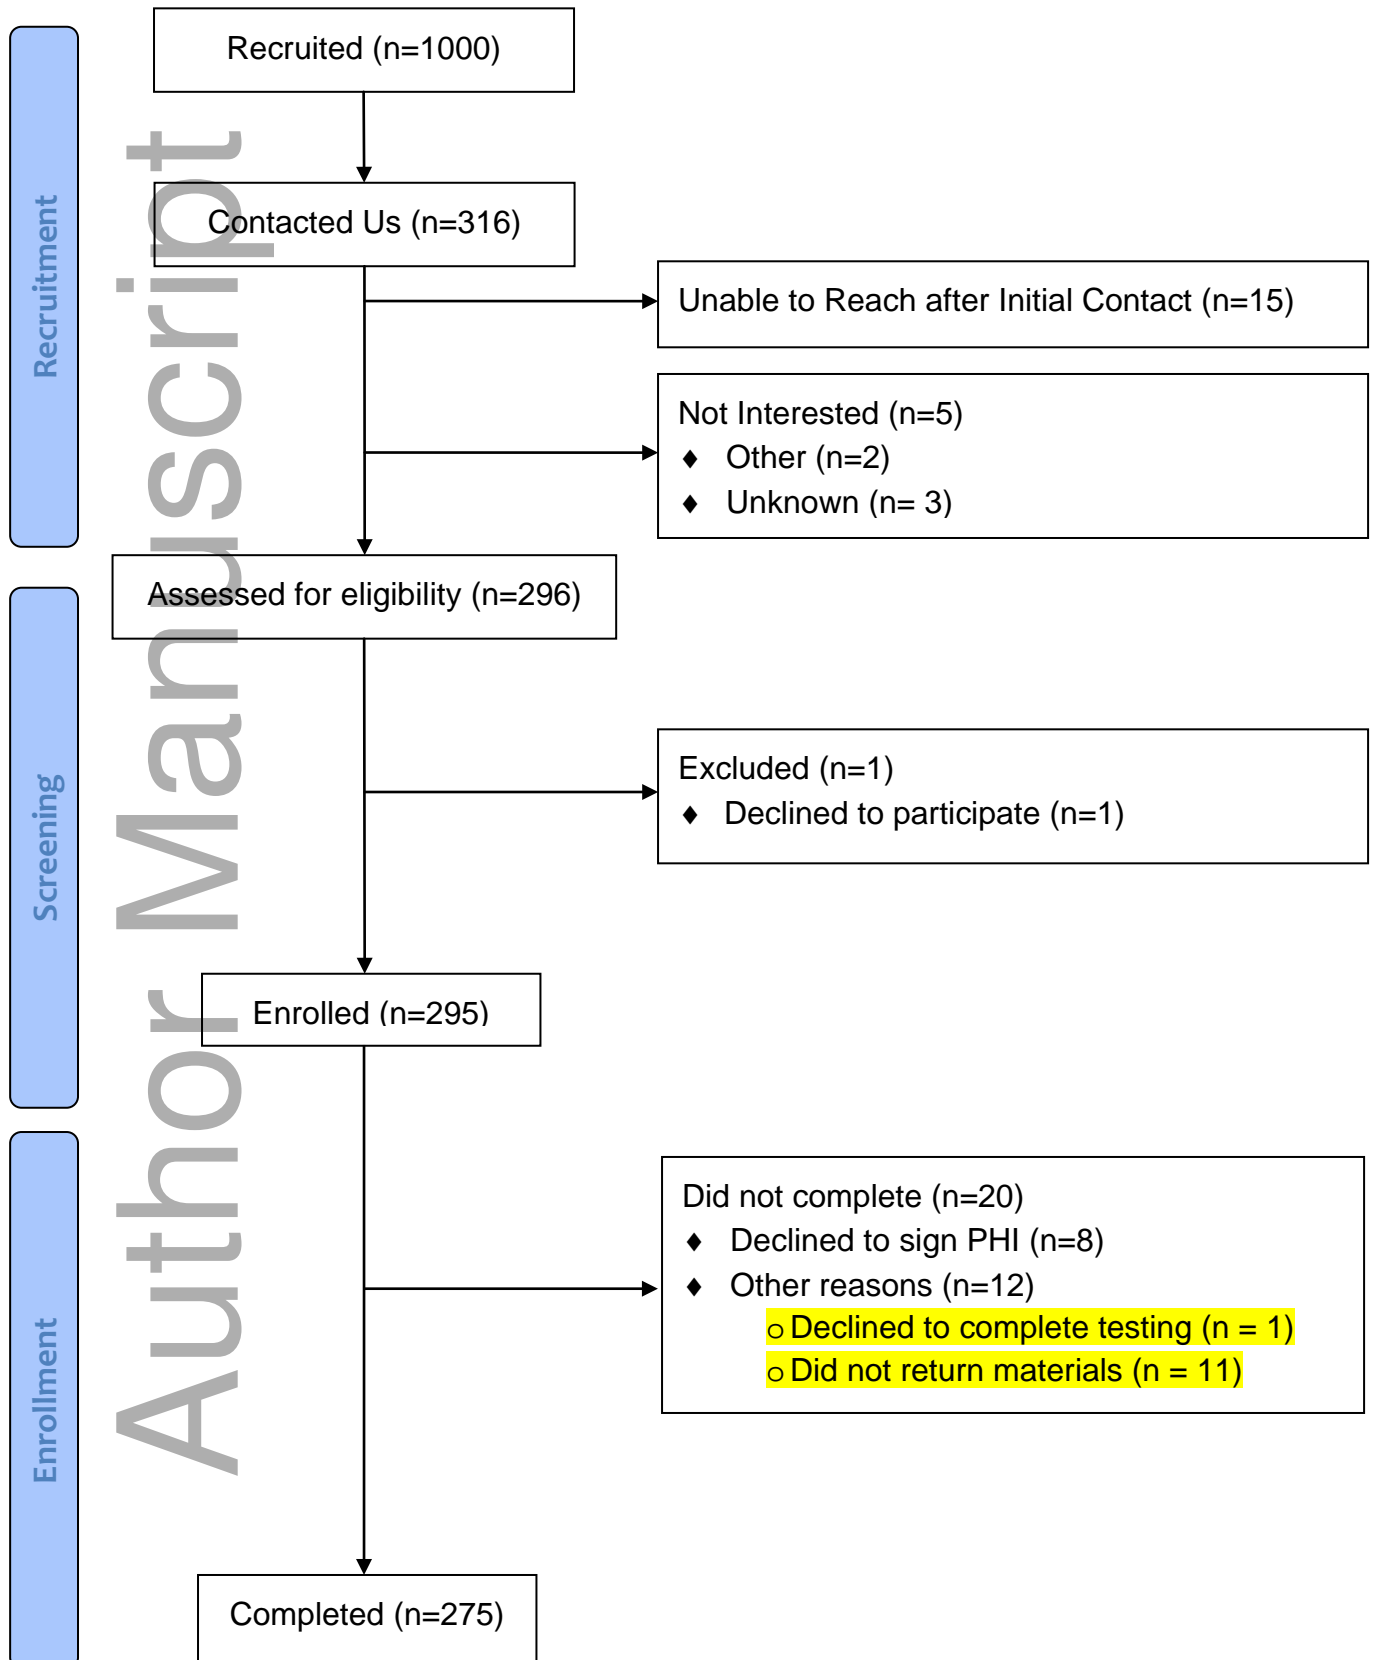 Recruitment
Recruited (n=1000)
Contacted Us (n=316)
Unable to Reach after Initial Contact (n=15)
Not Interested (n=5)
♦ Other (n=2)
♦ Unknown (n= 3)
Screening
Assessed for eligibility (n=296)
Excluded (n=1)
♦ Declined to participate (n=1)
Enrolled (n=295)
Enrollment
Did not complete (n=20)
♦ Declined to sign PHI (n=8)
♦ Other reasons (n=12)
o Declined to complete testing (n = 1)
o Did not return materials (n = 11)
Completed (n=275)
Author Manuscript